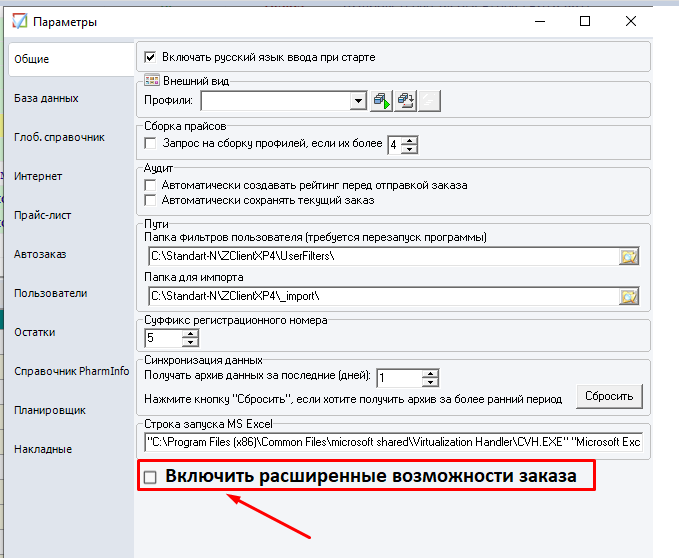 Параметры
Общие
База данных
Глоб. справочник
Интернет
Прайс-лист
Автозаказ
Пользователи
Остатки
Справочник PharmInfo
Планировщик
Накладные
Включать русский язык ввода при старте
Внешний вид
Профили:
Сборка прайсов
Запрос на сборку профилей, если их более 4
Аудит
Автоматически создавать рейтинг перед отправкой заказа
Автоматически сохранять текущий заказ
Пути
Папка фильтров пользователя (требуется перезапуск программы)
C:\Standart-N\ZClientXP4\UserFilters\
Папка для импорта
C:\Standart-N\ZClientXP4\_import\
Суффикс регистрационного номера
5
Синхронизация данных
Получать архив данных за последние (дней): 1
Нажмите кнопку "Сбросить", если хотите получить архив за более ранний период
Сбросить
Строка запуска MS Excel
"C:\Program Files (x86)\Common Files\microsoft shared\Virtualization Handler\CVH.EXE" "Microsoft Exc
Включить расширенные возможности заказа